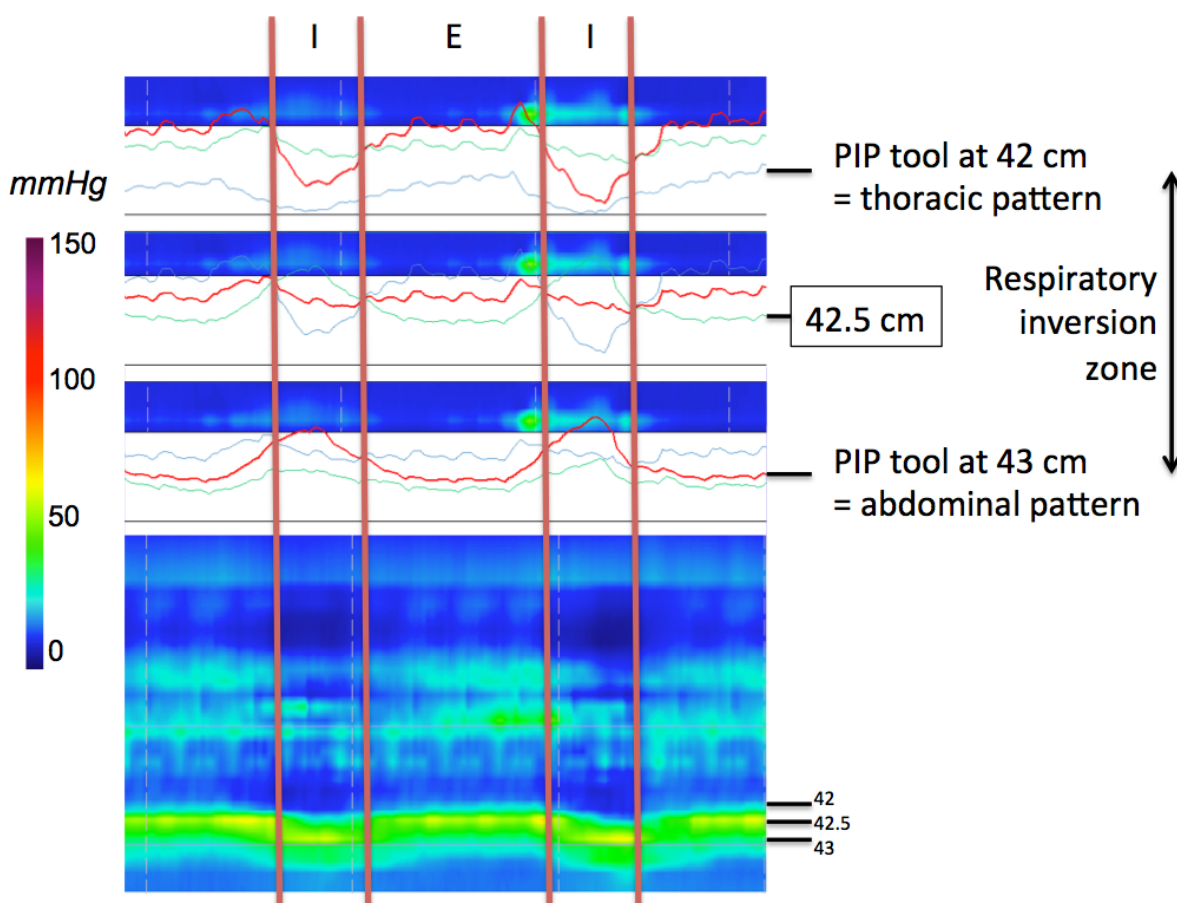 I
E
I
mmHg
150
100
50
0
PIP tool at 42 cm
= thoracic pattern
42.5 cm
Respiratory
inversion
zone
PIP tool at 43 cm
= abdominal pattern
42
42.5
43